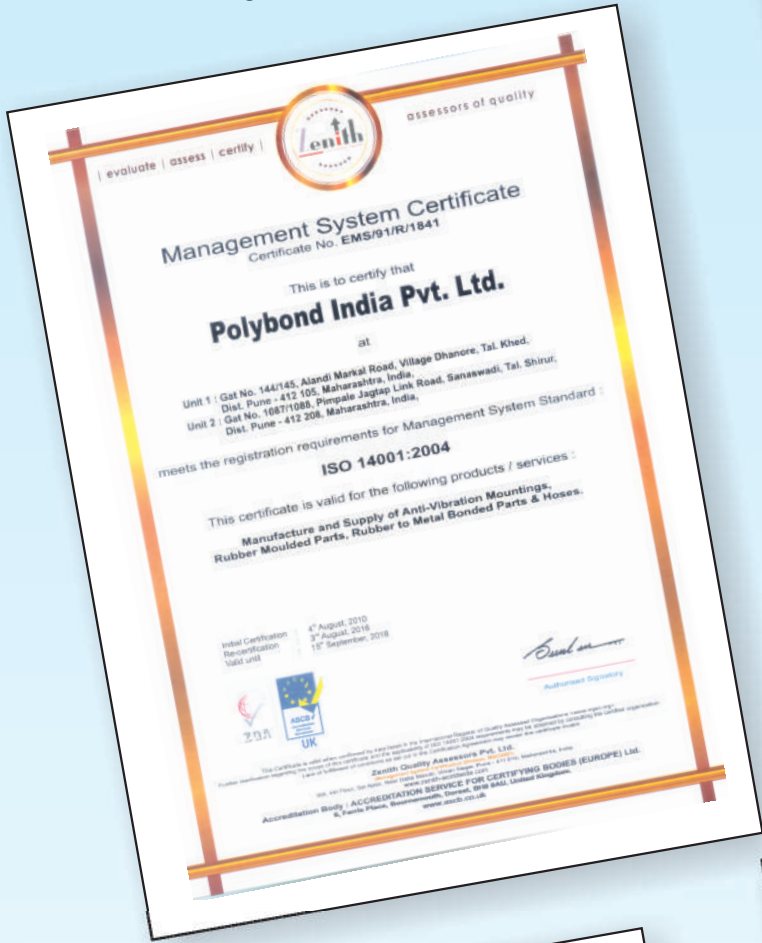 | evaluate | assess | certify |
Zenith
assessors of quality
Management System Certificate
Certificate No. EMS/91/R/1841
This is to certify that
Polybond India Pvt. Ltd.
at
Unit 1 : Gat No. 144/145, Alandi Markal Road, Village Dhanore, Tal. Khed,
Dist. Pune - 412 105, Maharashtra, India,
Unit 2 : Gat No. 1087/1088, Pimpale Jagtap Link Road, Sanaswadi, Tal. Shirur,
Dist. Pune - 412 208, Maharashtra, India,
meets the registration requirements for Management System Standard :
ISO 14001:2004
This certificate is valid for the following products / services :
Manufacture and Supply of Anti-Vibration Mountings,
Rubber Moulded Parts, Rubber to Metal Bonded Parts & Hoses.
Initial Certification : 4th August, 2010
Re-certification : 3rd August, 2016
Valid until : 15th September, 2018
Authorised Signatory
ZQA
ASCB
UK
Zenith Quality Assessors Pvt. Ltd.
www.zenith-worldwide.com
Accreditation Body : ACCREDITATION SERVICE FOR CERTIFYING BODIES (EUROPE) Ltd.
Bournemouth, Dorset, United Kingdom.
www.ascb.co.uk